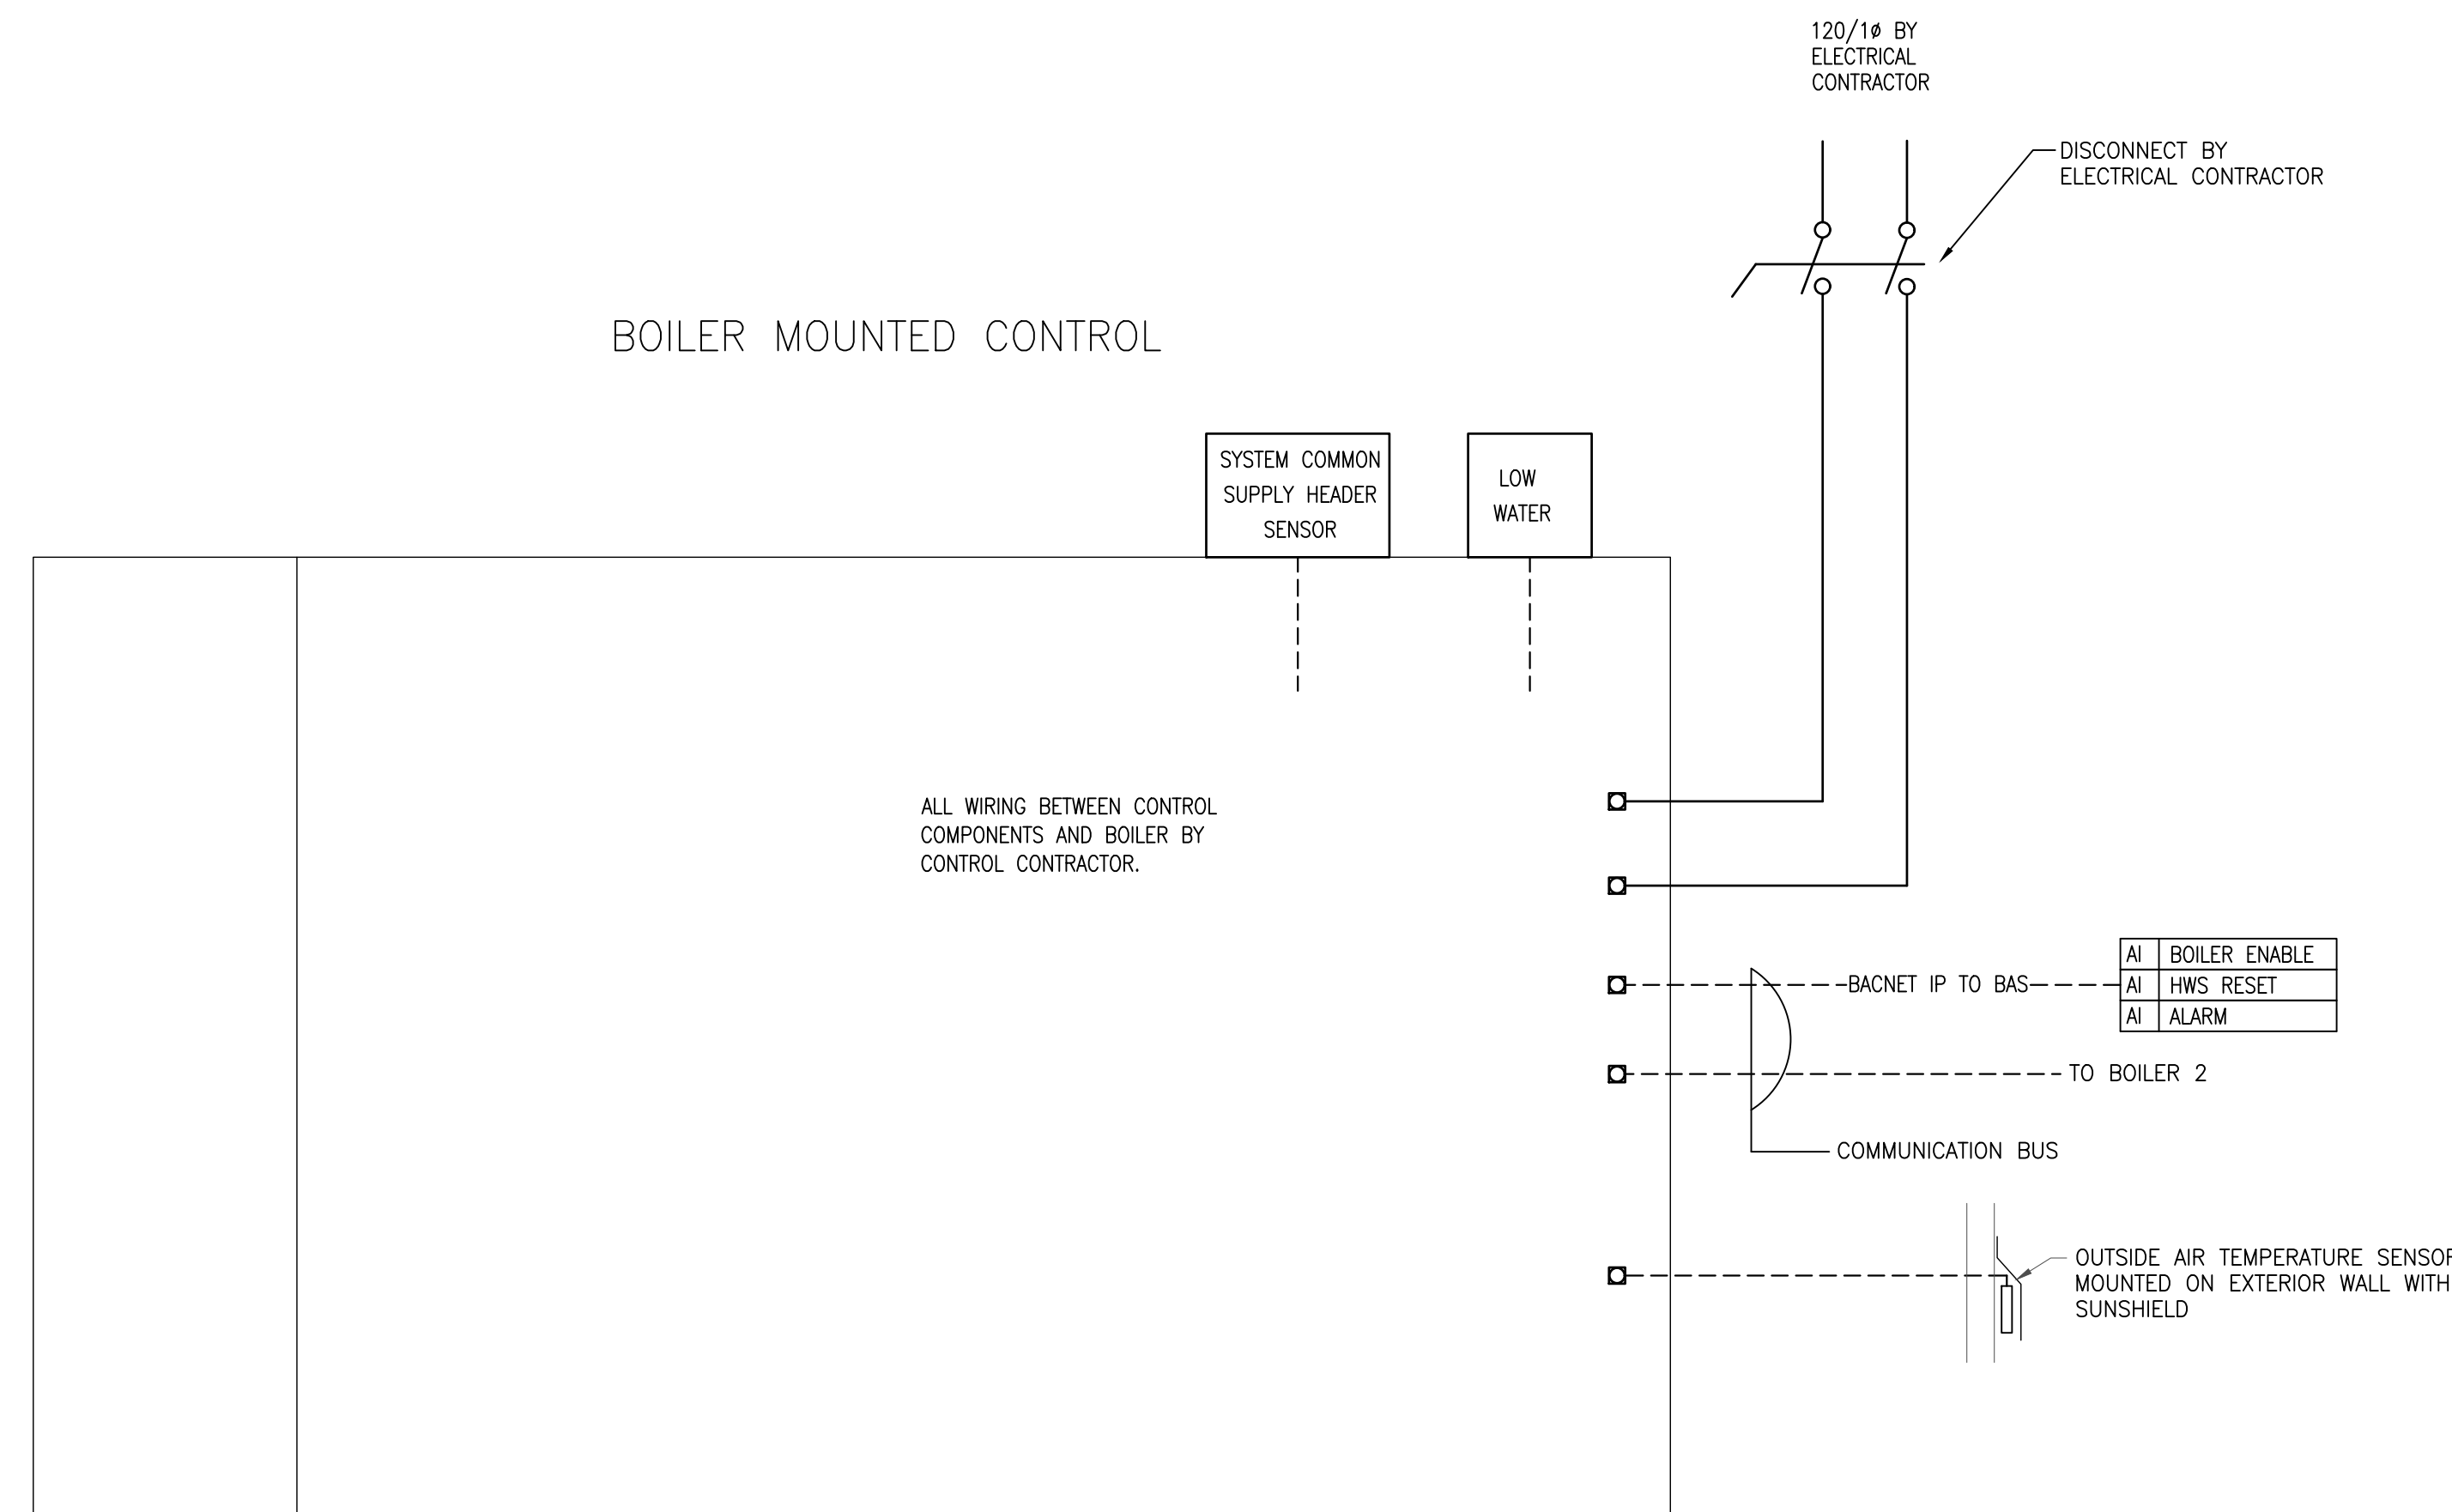 120/1ø BY
ELECTRICAL
CONTRACTOR
DISCONNECT BY
ELECTRICAL CONTRACTOR
BOILER MOUNTED CONTROL
SYSTEM COMMON
SUPPLY HEADER
SENSOR
LOW
WATER
ALL WIRING BETWEEN CONTROL
COMPONENTS AND BOILER BY
CONTROL CONTRACTOR.
BACNET IP TO BAS
AI BOILER ENABLE
AI HWS RESET
AI ALARM
TO BOILER 2
COMMUNICATION BUS
OUTSIDE AIR TEMPERATURE SENSOR
MOUNTED ON EXTERIOR WALL WITH
SUNSHIELD